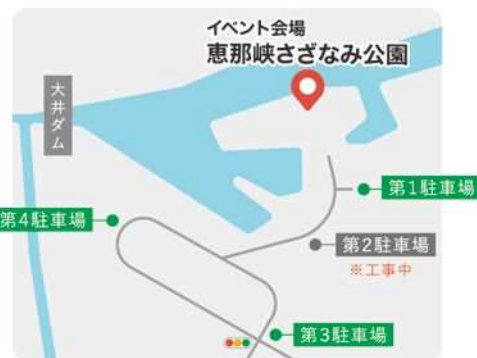 イベント会場
恵那峡さざなみ公園
大井ダム
第1駐車場
第4駐車場
第2駐車場
※工事中
第3駐車場